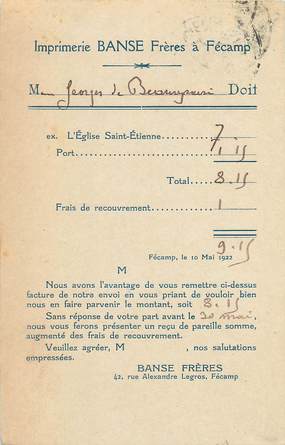 Imprimerie BANSE Frères à Fécamp
M Georges de Doit
ex. L'Église Saint-Étienne............ 7,
Port............ 1,15
Total........ 8.15
Frais de recouvrement........ 1
9.15
Fécamp, le 10 Mai 1922
M
Nous avons l'avantage de vous remettre ci-dessus
facture de notre envoi en vous priant de vouloir bien
nous en faire parvenir le montant, soit 8.15
Sans réponse de votre part avant le 20 mai,
nous vous ferons présenter un reçu de pareille somme,
augmenté des frais de recouvrement.
Veuillez agréer, M , nos salutations
empressées.
BANSE FRÈRES
42, rue Alexandre Legros, Fécamp